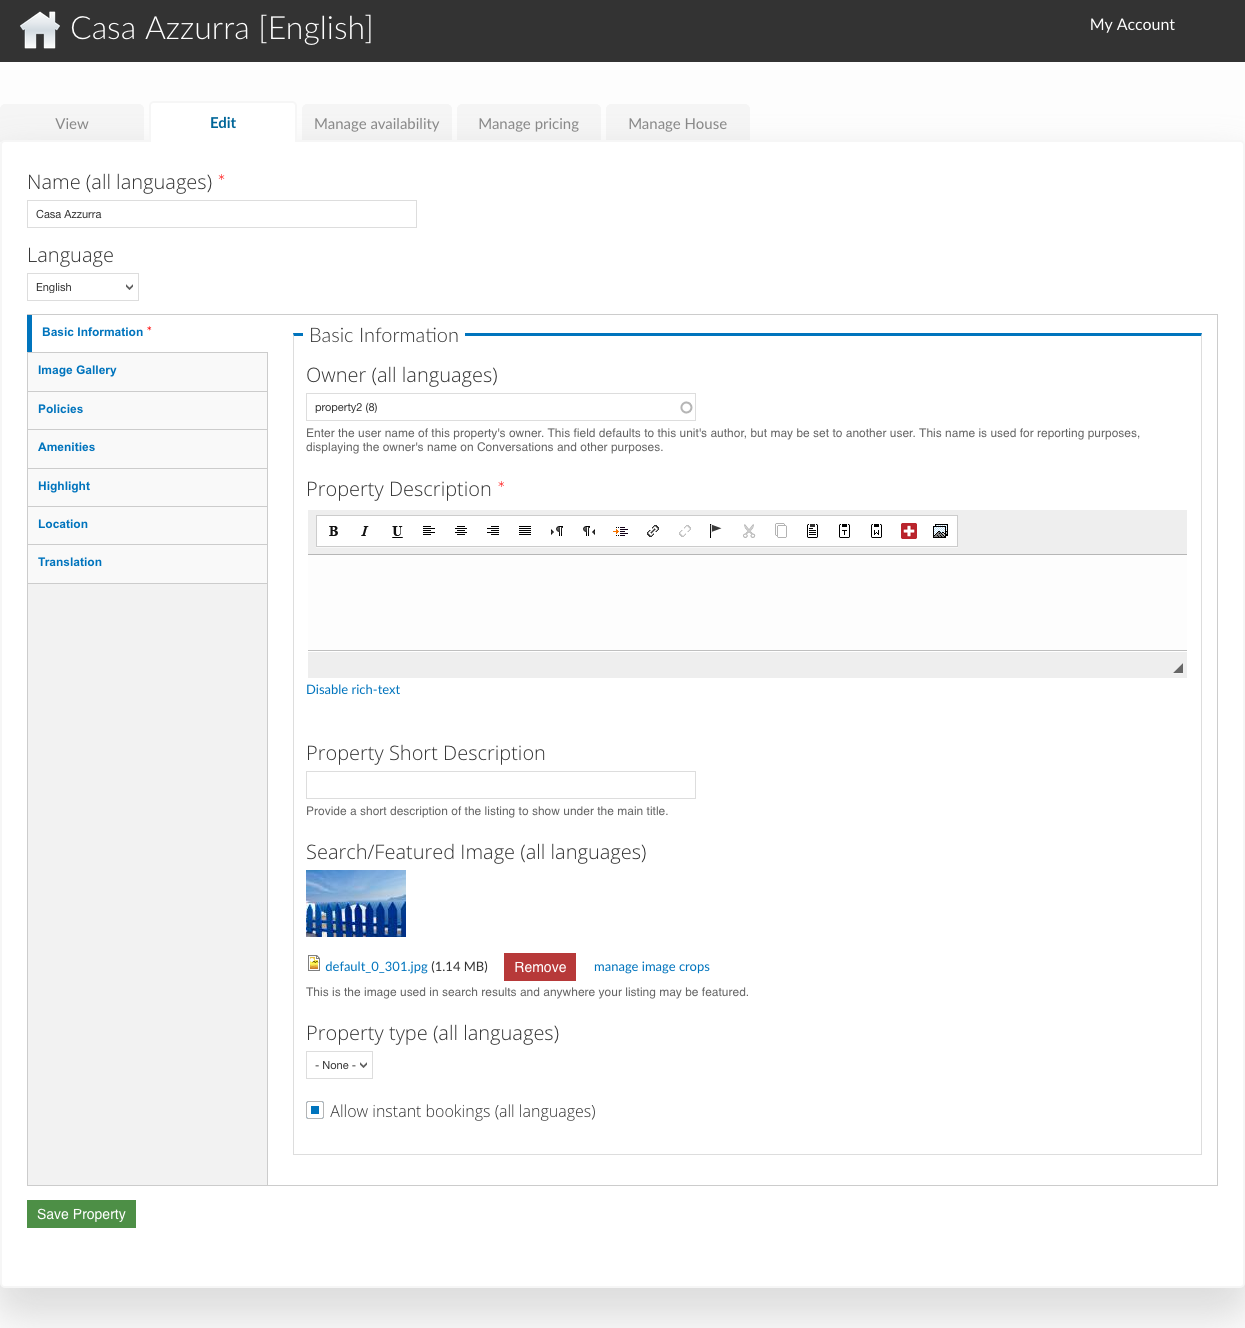 Casa Azzurra [English]
My Account
View
Edit
Manage availability
Manage pricing
Manage House
Name (all languages) *
Casa Azzurra
Language
English
Basic Information *
Image Gallery
Policies
Amenities
Highlight
Location
Translation
Basic Information
Owner (all languages)
property2 (8)
Enter the user name of this property's owner. This field defaults to this unit's author, but may be set to another user. This name is used for reporting purposes,
displaying the owner's name on Conversations and other purposes.
Property Description *
B I U
Disable rich-text
Property Short Description
Provide a short description of the listing to show under the main title.
Search/Featured Image (all languages)
default_0_301.jpg (1.14 MB) Remove manage image crops
This is the image used in search results and anywhere your listing may be featured.
Property type (all languages)
- None -
Allow instant bookings (all languages)
Save Property